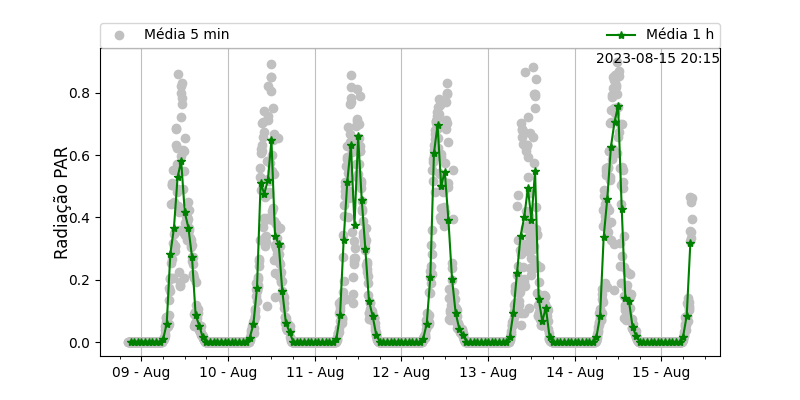 Média 5 min
Média 1 h
2023-08-15 20:15
Radiação PAR
0.8
0.6
0.4
0.2
0.0
09 - Aug
10 - Aug
11 - Aug
12 - Aug
13 - Aug
14 - Aug
15 - Aug